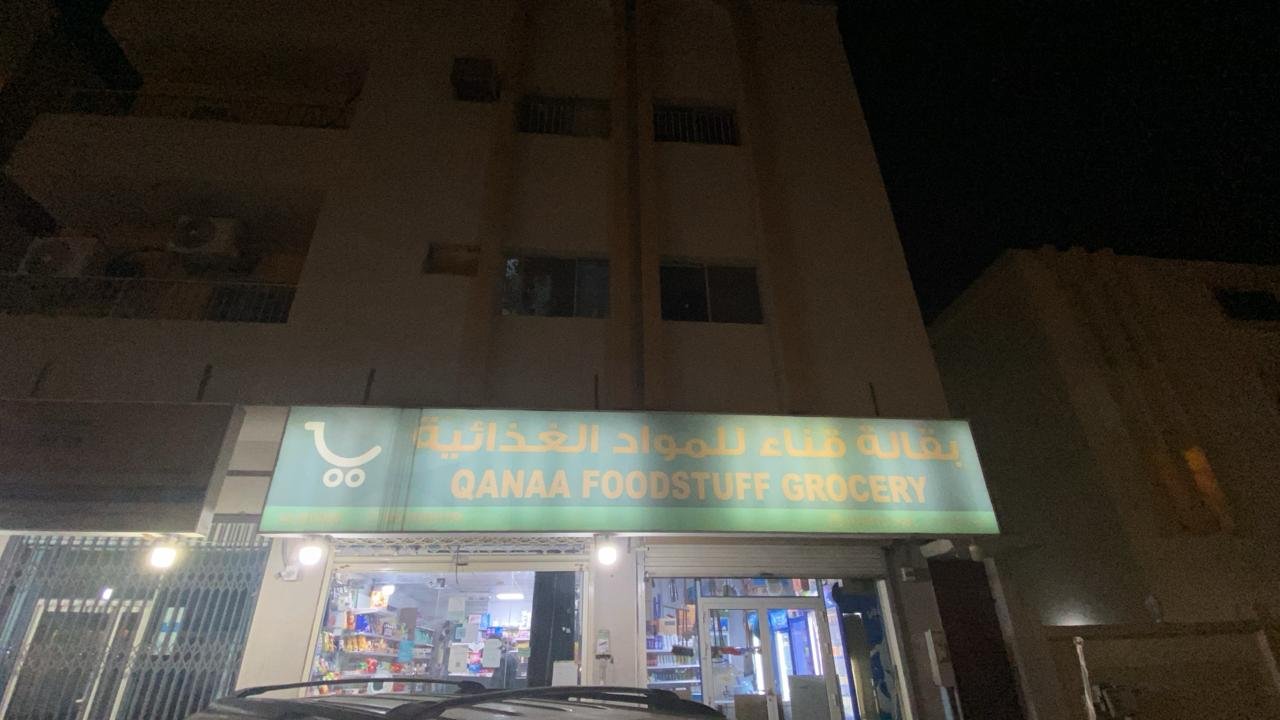 بقالة قناء للمواد الغذائية
QANAA FOODSTUFF GROCERY